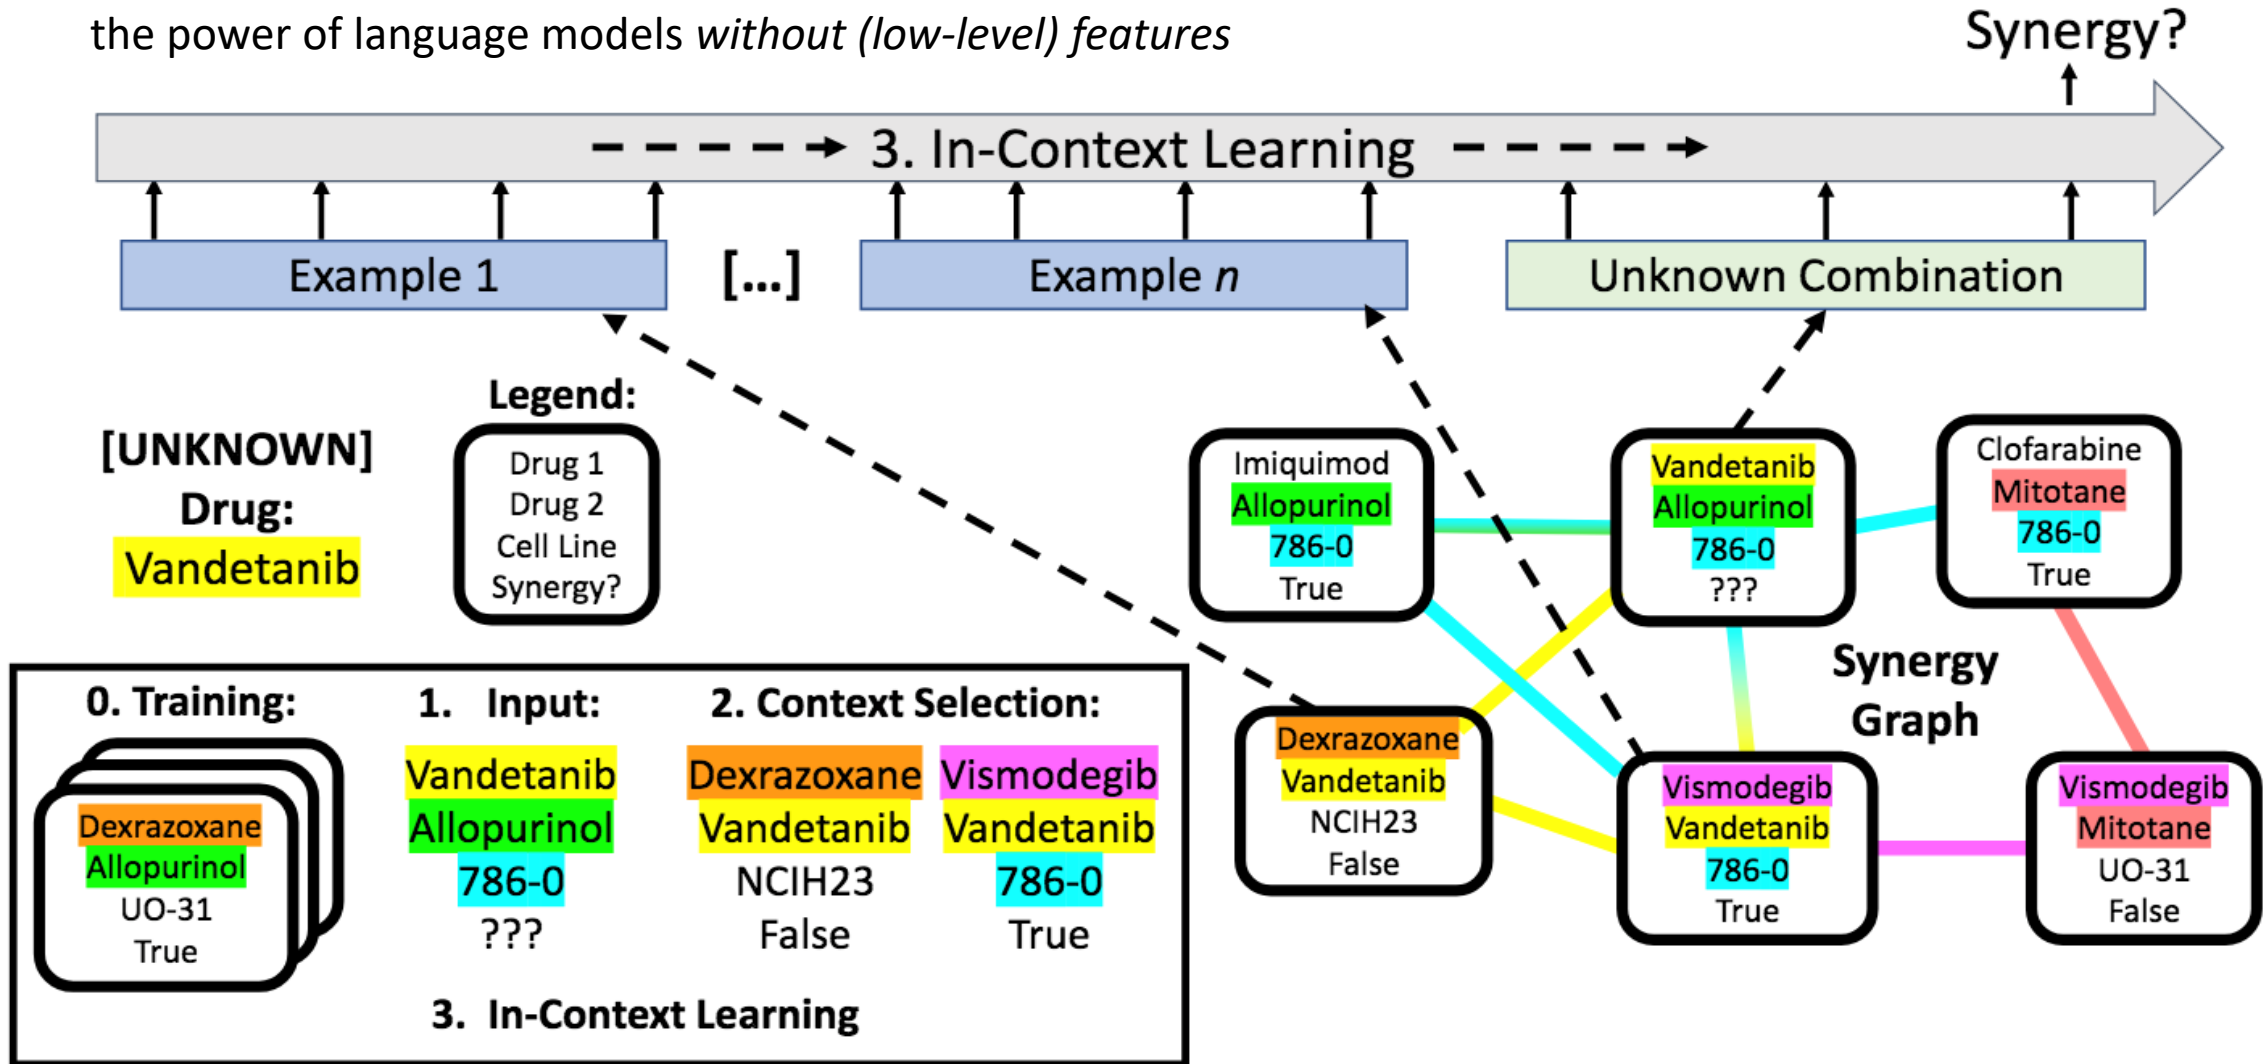 the power of language models without (low-level) features
Synergy?
3. In-Context Learning
Example 1
[...]
Example n
Unknown Combination
[UNKNOWN]
Drug:
Vandetanib
Legend:
Drug 1
Drug 2
Cell Line
Synergy?
Imiquimod
Allopurinol
786-0
True
Vandetanib
Allopurinol
786-0
???
Clofarabine
Mitotane
786-0
True
Synergy
Graph
Dexrazoxane
Vandetanib
NCIH23
False
Vismodegib
Vandetanib
786-0
True
Vismodegib
Mitotane
UO-31
False
0. Training:
Dexrazoxane
Allopurinol
UO-31
True
1. Input:
Vandetanib
Allopurinol
786-0
???
2. Context Selection:
Dexrazoxane
Vandetanib
NCIH23
False
Vismodegib
Vandetanib
786-0
True
3. In-Context Learning